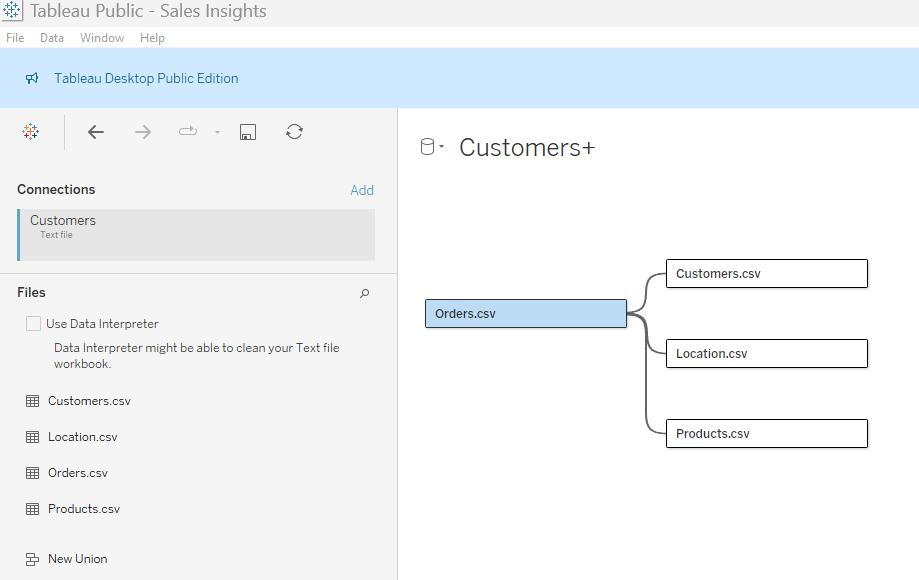 Tableau Public - Sales Insights
File Data Window Help
Tableau Desktop Public Edition
Connections Add
Customers
Text file
Files
Use Data Interpreter
Data Interpreter might be able to clean your Text file
workbook.
Customers.csv
Location.csv
Orders.csv
Products.csv
New Union
Customers+
Orders.csv
Customers.csv
Location.csv
Products.csv